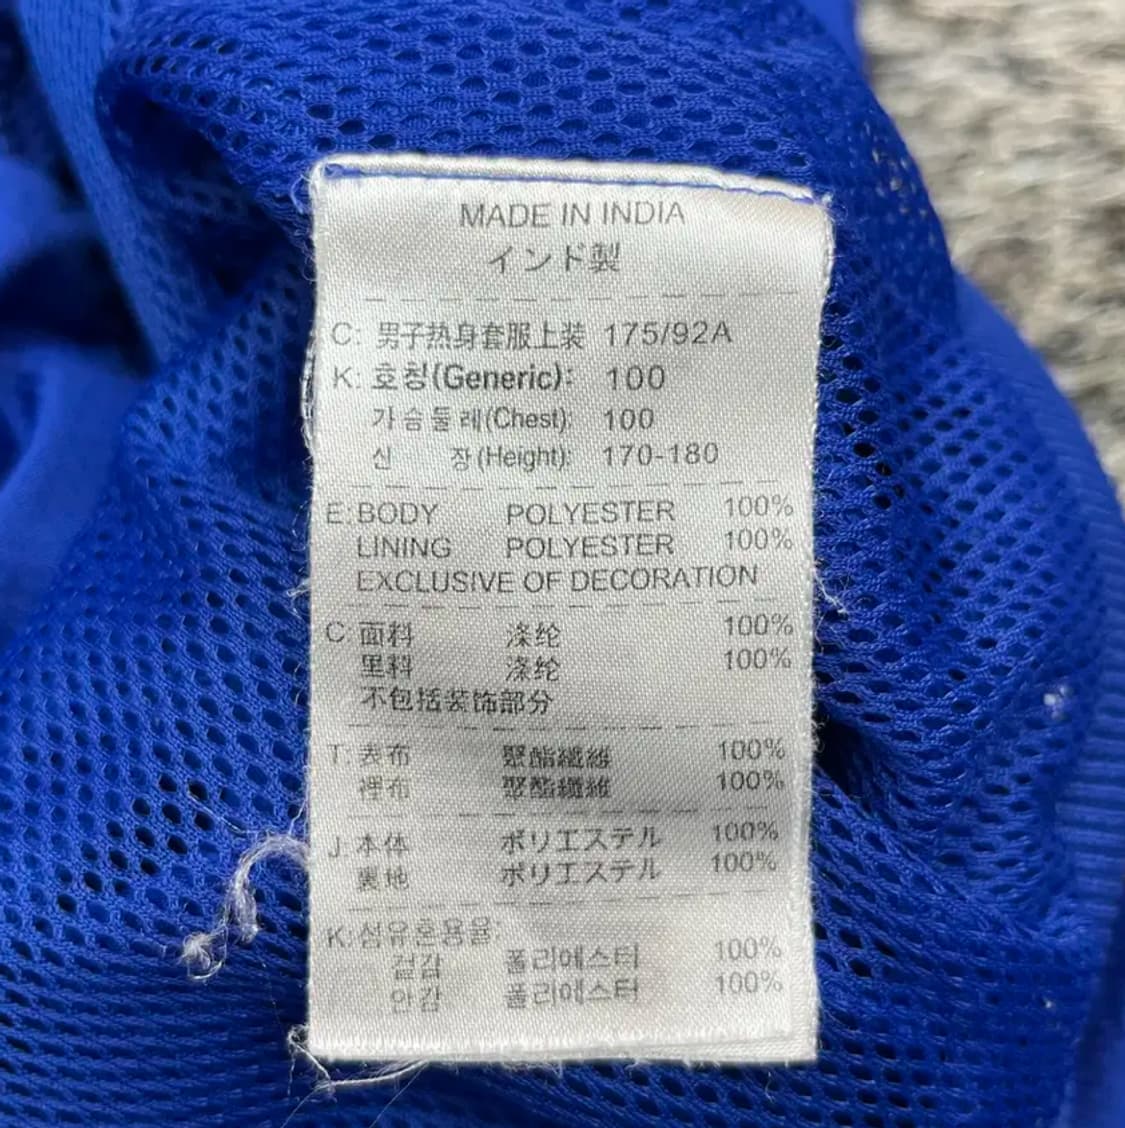 MADE IN INDIA
インド製
C: 男子热身套服上装 175/92A
K: 호칭(Generic): 100
가슴둘레(Chest): 100
신 장(Height): 170-180
E: BODY POLYESTER 100%
LINING POLYESTER 100%
EXCLUSIVE OF DECORATION
C: 面料 涤纶 100%
里料 涤纶 100%
不包括装饰部分
T: 表布 聚酯纖維 100%
裡布 聚酯纖維 100%
J: 本体 ポリエステル 100%
裏地 ポリエステル 100%
K: 섬유혼용율:
겉감 폴리에스터 100%
안감 폴리에스터 100%